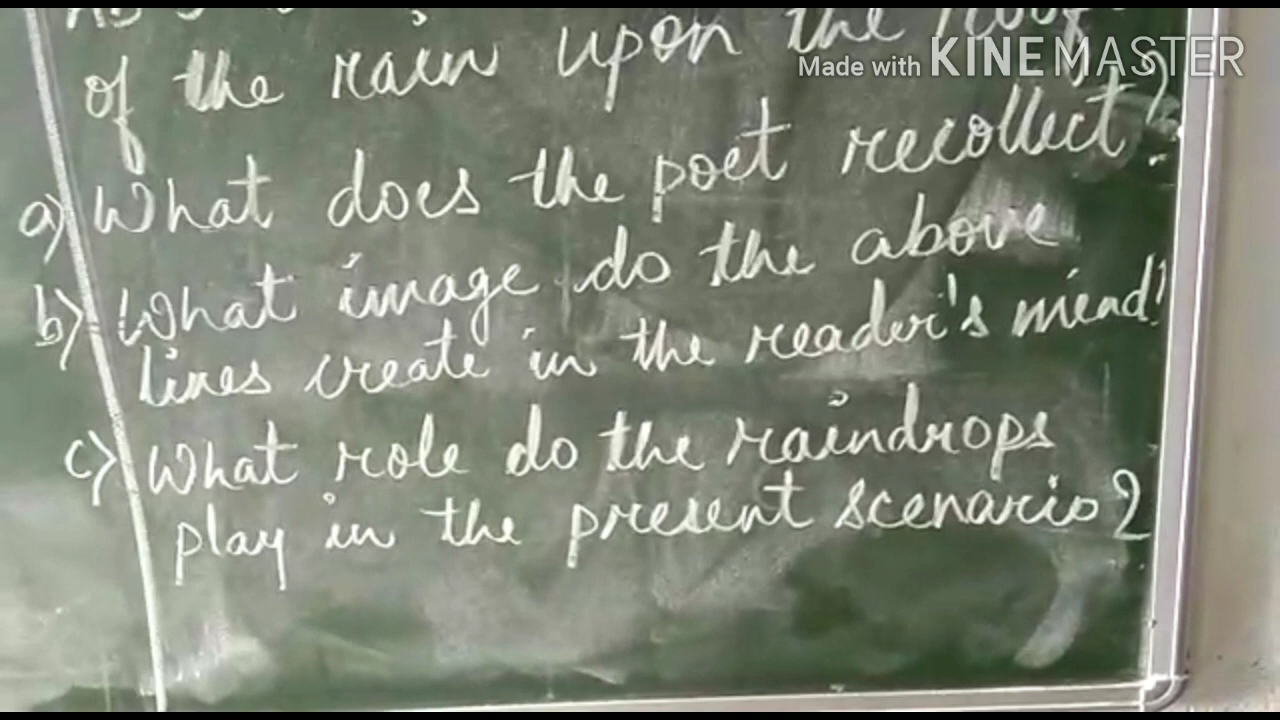 of the rain upon the roof
Made with KINEMASTER
a) What does the poet recollect?
b) What image do the above
lines create in the reader's mind?
c) What role do the raindrops
play in the present scenario?